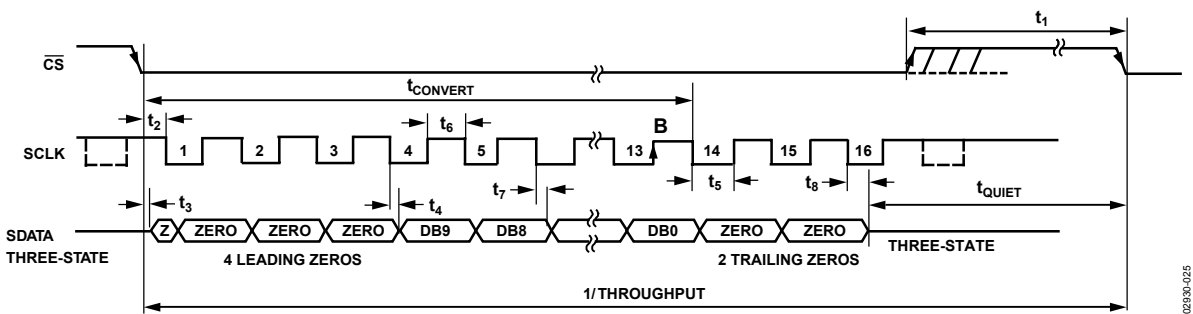 t1
CS
tCONVERT
t2
t6
B
SCLK
1 2 3 4 5 13 14 15 16
t3
t4
t7
t5
t8
tQUIET
SDATA
THREE-STATE
Z ZERO ZERO ZERO DB9 DB8 DB0 ZERO ZERO
THREE-STATE
4 LEADING ZEROS
2 TRAILING ZEROS
1/THROUGHPUT
02930-025